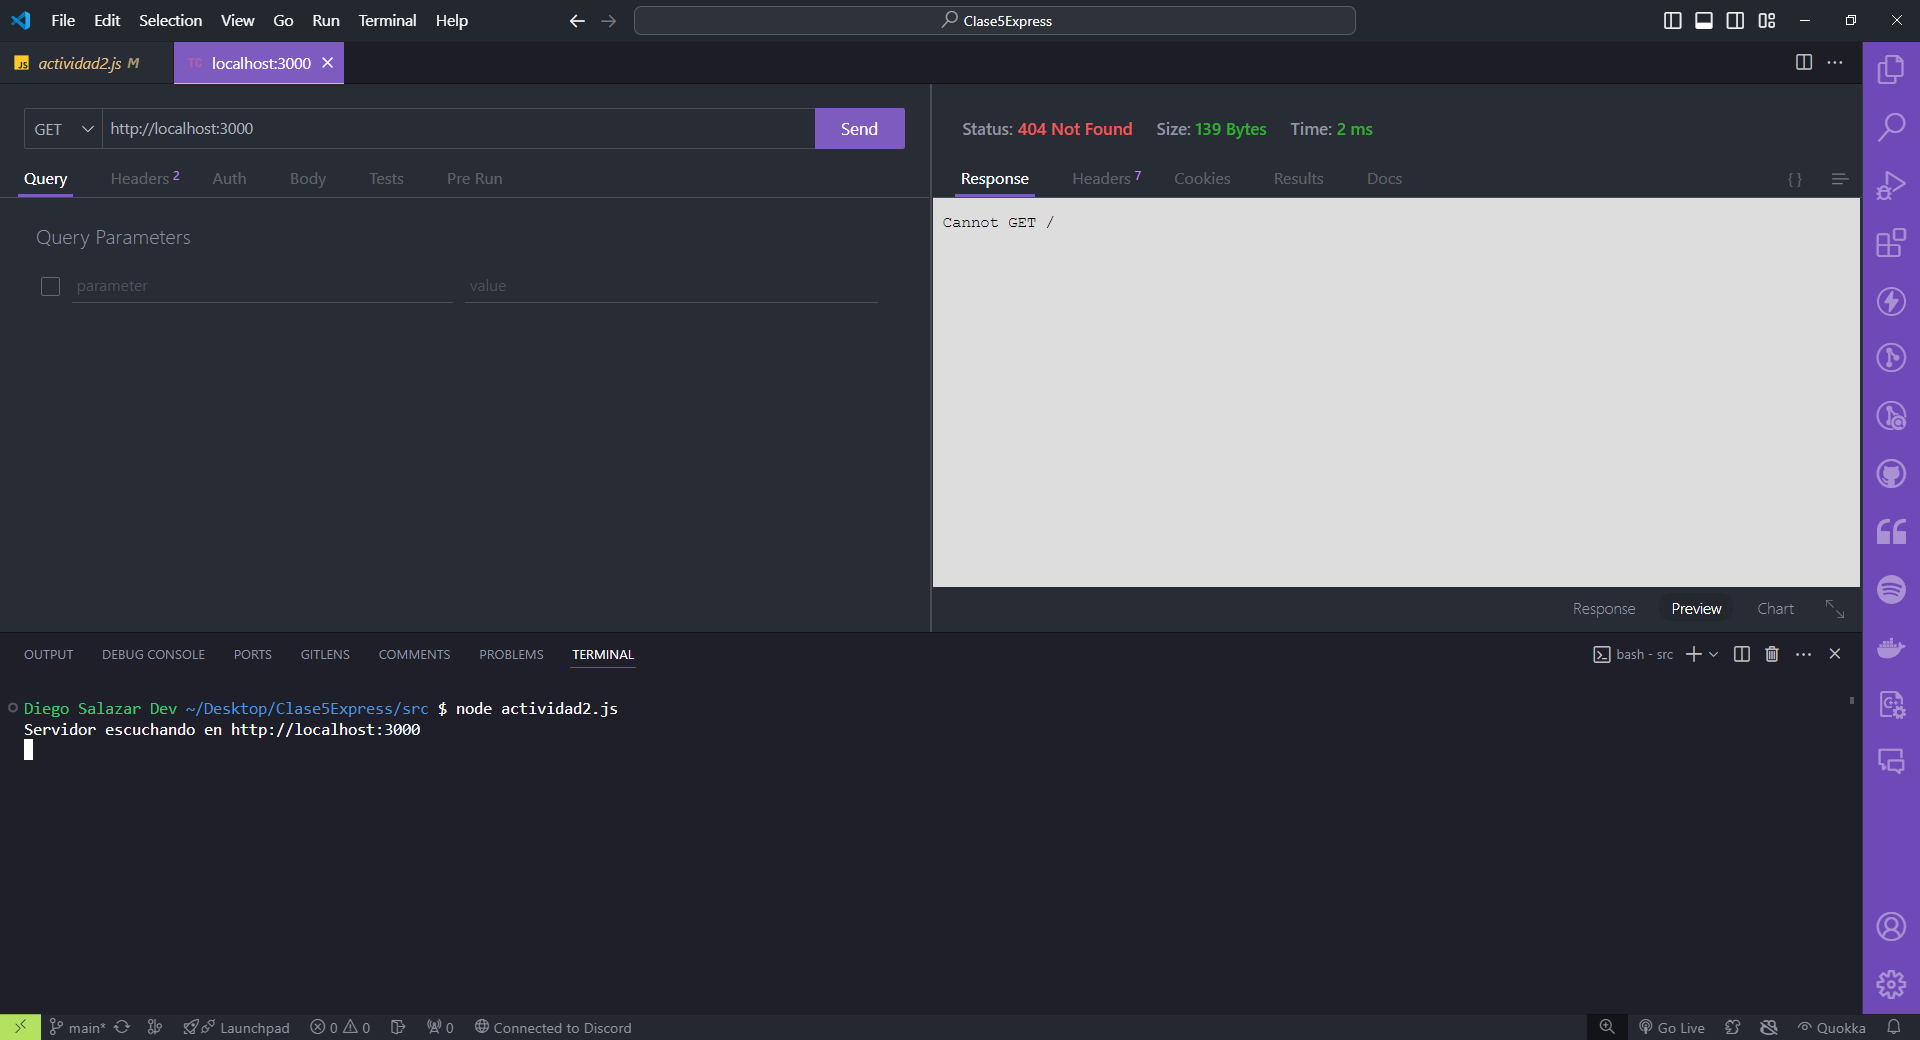 File Edit Selection View Go Run Terminal Help
Clase5Express
JS actividad2.js M
TC localhost:3000
GET http://localhost:3000 Send
Status: 404 Not Found Size: 139 Bytes Time: 2 ms
Query Headers 2 Auth Body Tests Pre Run
Response Headers 7 Cookies Results Docs { }
Cannot GET /
Query Parameters
parameter value
Response Preview Chart
OUTPUT DEBUG CONSOLE PORTS GITLENS COMMENTS PROBLEMS TERMINAL
bash - src
Diego Salazar Dev ~/Desktop/Clase5Express/src $ node actividad2.js
Servidor escuchando en http://localhost:3000
main* Launchpad 0 0 0 Connected to Discord
Go Live Quokka